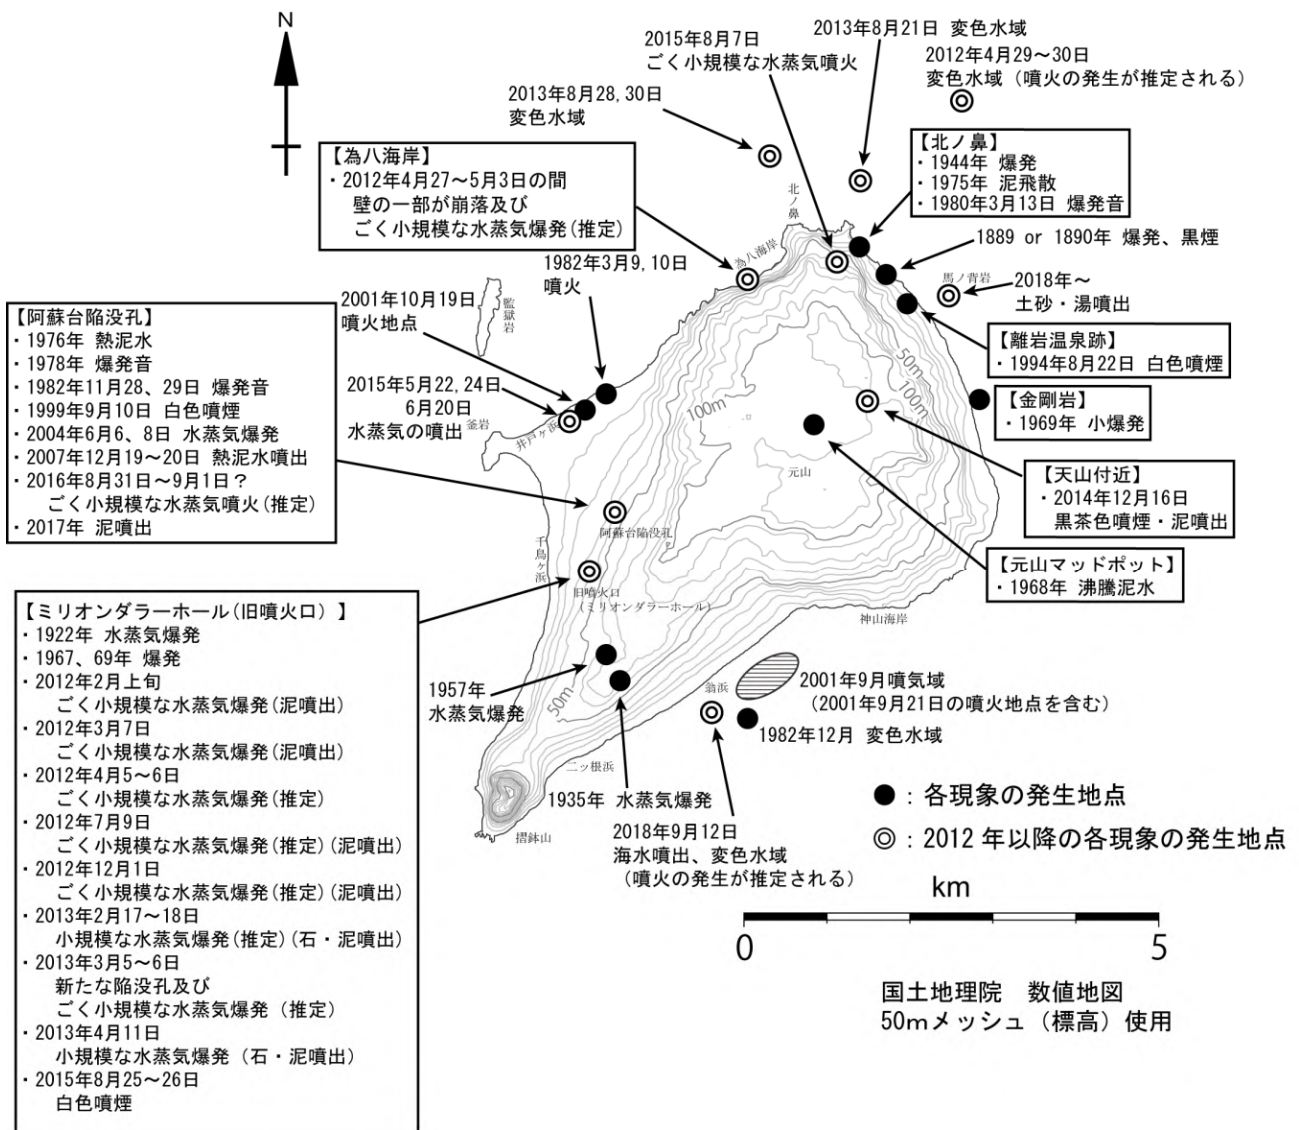 N
2013年8月21日 変色水域
2015年8月7日
ごく小規模な水蒸気噴火
2012年4月29～30日
変色水域（噴火の発生が推定される）
2013年8月28,30日
変色水域
【為八海岸】
・2012年4月27～5月3日の間
壁の一部が崩落及び
ごく小規模な水蒸気爆発(推定)
【北ノ鼻】
・1944年 爆発
・1975年 泥飛散
・1980年3月13日 爆発音
北ノ鼻
為八海岸
1889 or 1890年 爆発、黒煙
馬ノ背岩
2018年～
土砂・湯噴出
1982年3月9,10日
噴火
2001年10月19日
噴火地点
監獄岩
【離岩温泉跡】
・1994年8月22日 白色噴煙
【阿蘇台陥没孔】
・1976年 熱泥水
・1978年 爆発音
・1982年11月28、29日 爆発音
・1999年9月10日 白色噴煙
・2004年6月6、8日 水蒸気爆発
・2007年12月19～20日 熱泥水噴出
・2016年8月31日～9月1日？
ごく小規模な水蒸気噴火(推定)
・2017年 泥噴出
2015年5月22,24日
6月20日
水蒸気の噴出
釜岩
井戸ヶ浜
50m
100m
100m
【金剛岩】
・1969年 小爆発
元山
【天山付近】
・2014年12月16日
黒茶色噴煙・泥噴出
阿蘇台陥没孔
千鳥ヶ浜
【元山マッドポット】
・1968年 沸騰泥水
旧噴火口
（ミリオンダラーホール）
神山海岸
【ミリオンダラーホール(旧噴火口）】
・1922年 水蒸気爆発
・1967、69年 爆発
・2012年2月上旬
ごく小規模な水蒸気爆発(泥噴出)
・2012年3月7日
ごく小規模な水蒸気爆発(泥噴出)
・2012年4月5～6日
ごく小規模な水蒸気爆発(推定)
・2012年7月9日
ごく小規模な水蒸気爆発(推定)(泥噴出)
・2012年12月1日
ごく小規模な水蒸気爆発(推定)(泥噴出)
・2013年2月17～18日
小規模な水蒸気爆発(推定)(石・泥噴出)
・2013年3月5～6日
新たな陥没孔及び
ごく小規模な水蒸気爆発（推定）
・2013年4月11日
小規模な水蒸気爆発（石・泥噴出）
・2015年8月25～26日
白色噴煙
1957年
水蒸気爆発
50m
翁浜
2001年9月噴気域
（2001年9月21日の噴火地点を含む）
1982年12月 変色水域
二ッ根浜
1935年 水蒸気爆発
摺鉢山
2018年9月12日
海水噴出、変色水域
（噴火の発生が推定される）
：各現象の発生地点
：2012年以降の各現象の発生地点
km
0 5
国土地理院　数値地図
50mメッシュ（標高）使用